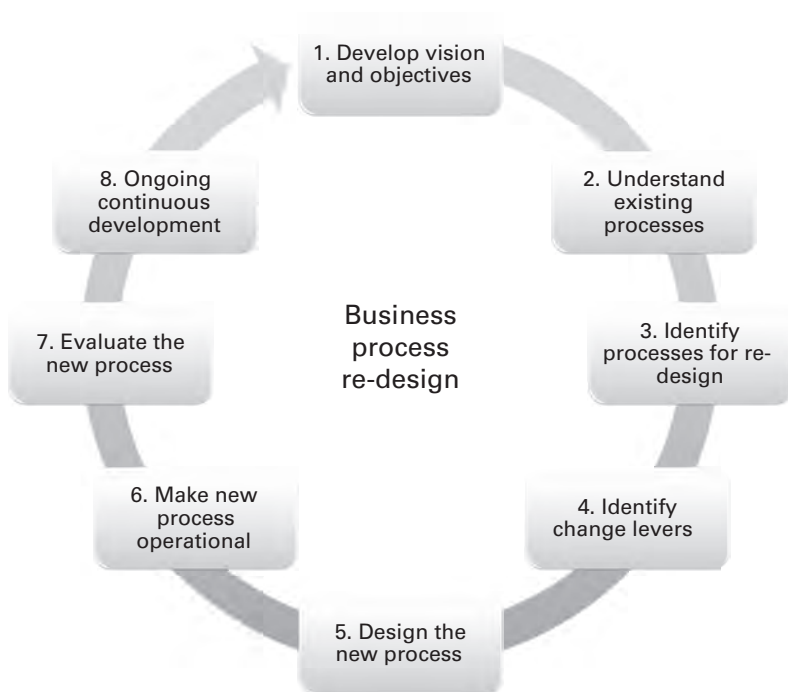 1. Develop vision
and objectives
2. Understand
existing
processes
3. Identify
processes for re-
design
4. Identify
change levers
5. Design the
new process
6. Make new
process
operational
7. Evaluate the
new process
8. Ongoing
continuous
development
Business
process
re-design